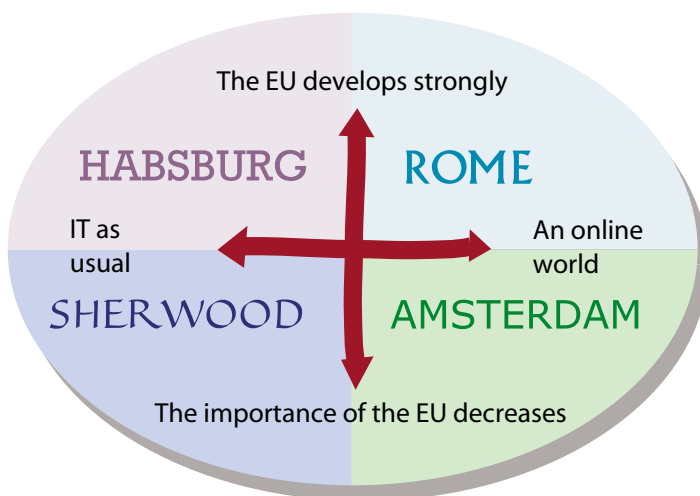 The EU develops strongly
HABSBURG
ROME
IT as
usual
An online
world
SHERWOOD
AMSTERDAM
The importance of the EU decreases